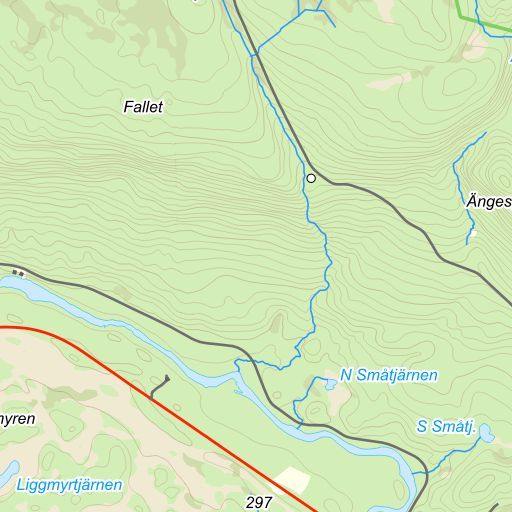 Fallet
Änges
N Småtjärnen
S Småtj.
myren
Liggmyrtjärnen
297